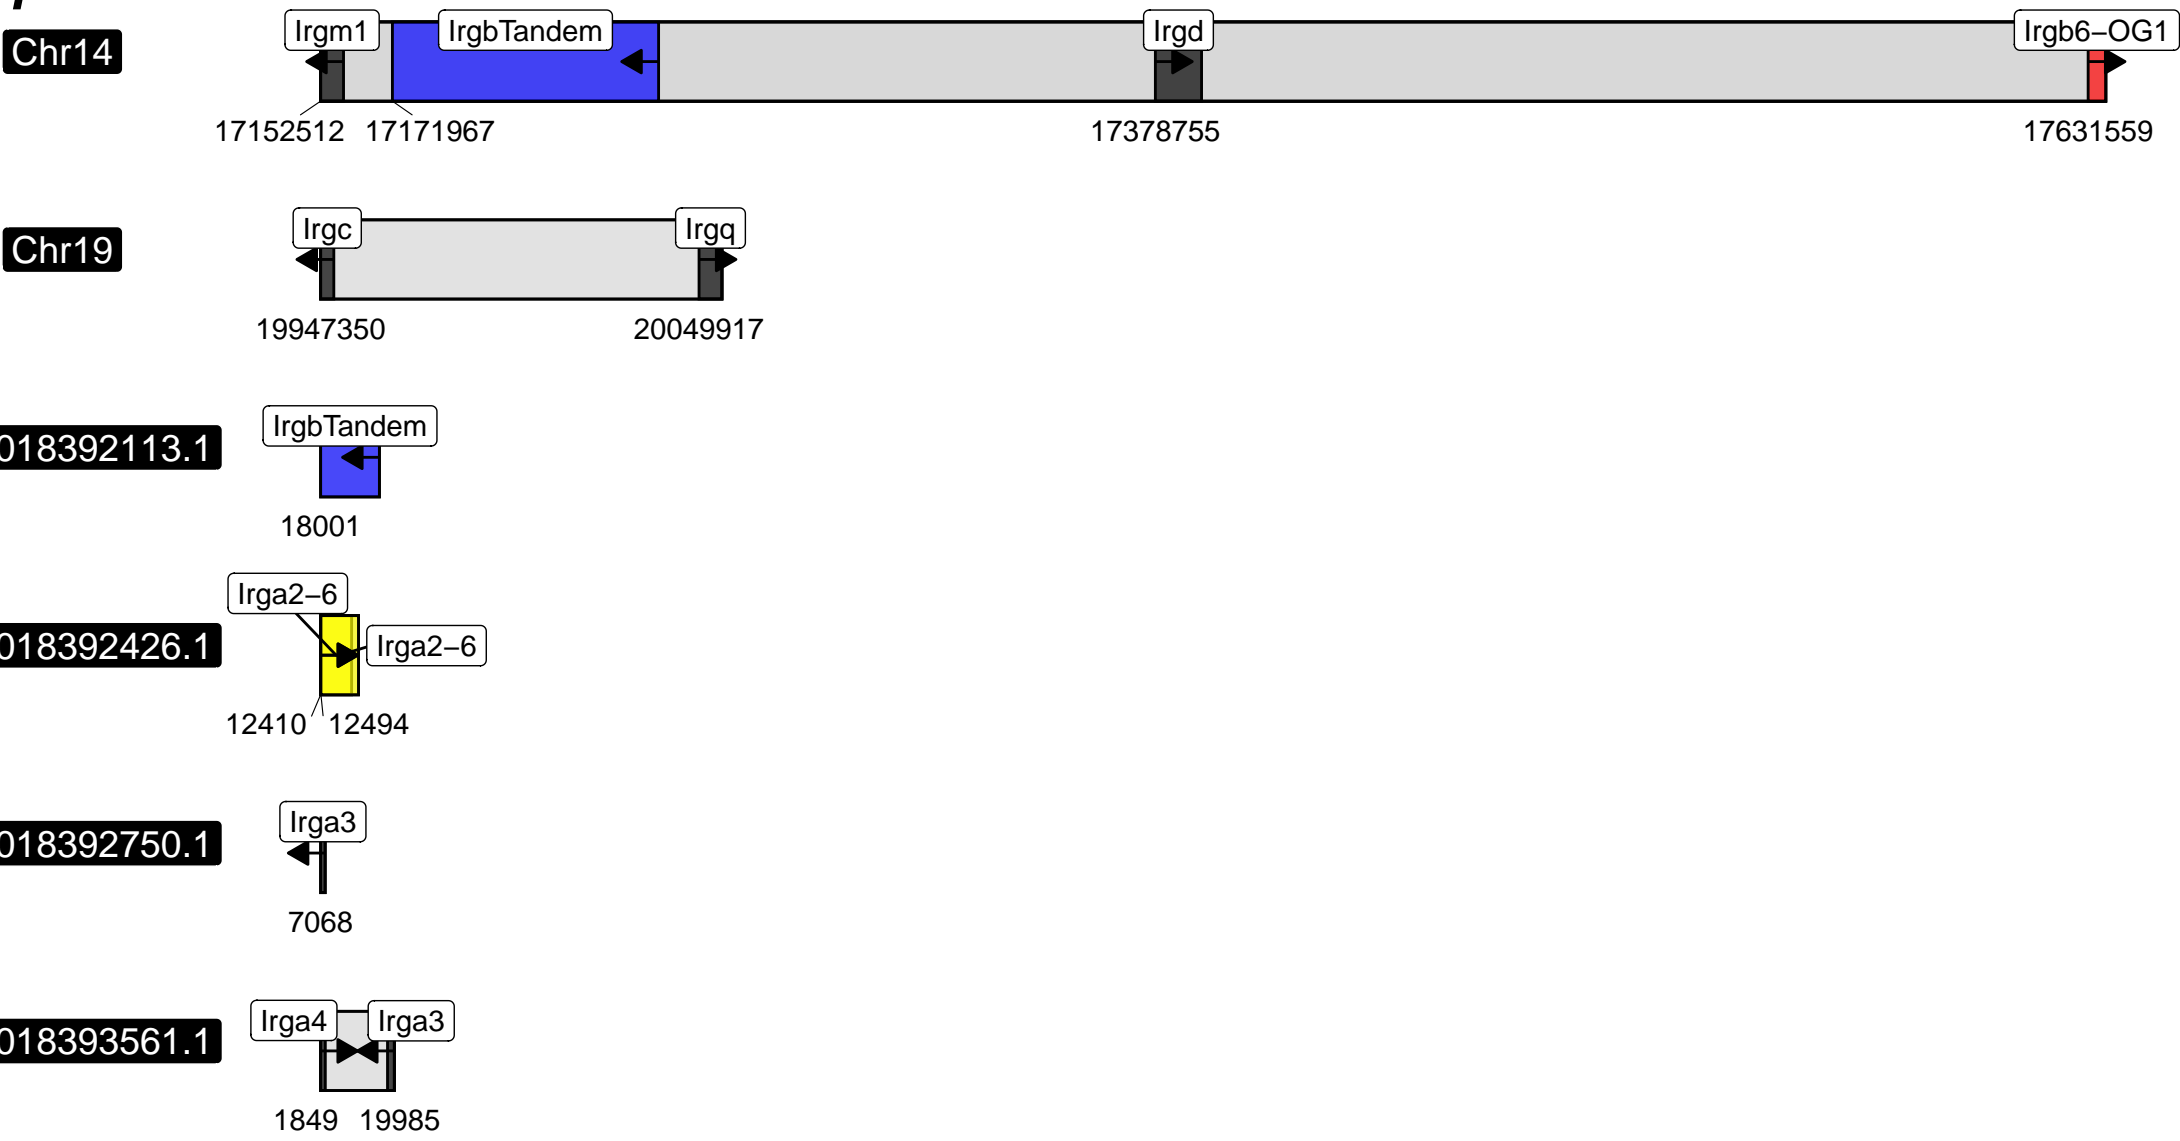 Irgm1 IrgbTandem Irgd Irgb6−OG1
Chr14
17152512 17171967 17378755 17631559
Irgc Irgq
Chr19
19947350 20049917
IrgbTandem
018392113.1
18001
Irga2−6
018392426.1 Irga2−6
12410 12494
Irga3
018392750.1
7068
Irga4 Irga3
018393561.1
1849 19985